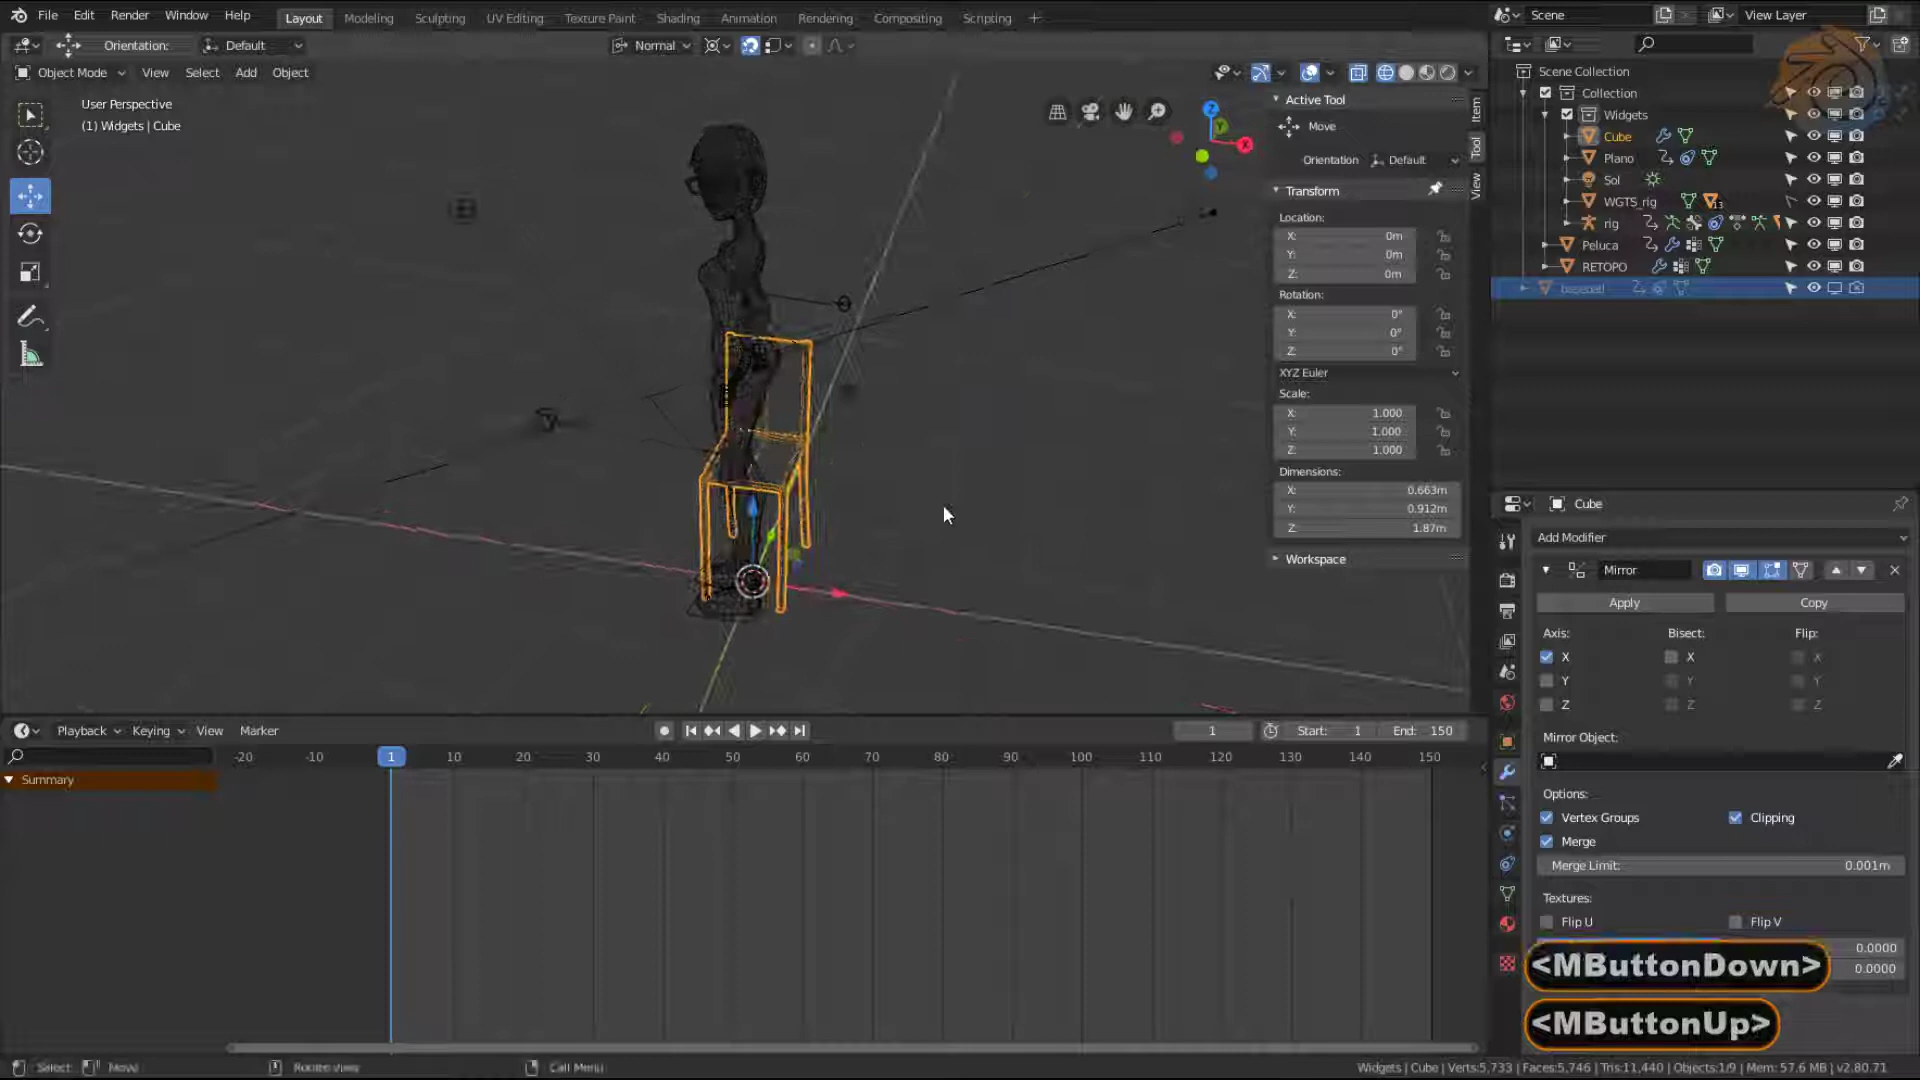 File Edit Render Window Help Layout Modeling Sculpting UV Editing Texture Paint Shading Animation Rendering Compositing Scripting + Scene View Layer
Orientation: Default Normal
Object Mode View Select Add Object
User Perspective
(1) Widgets | Cube
Active Tool
Move
Orientation Default
Transform
Location:
X: 0m
Y: 0m
Z: 0m
Rotation:
X: 0°
Y: 0°
Z: 0°
XYZ Euler
Scale:
X: 1.000
Y: 1.000
Z: 1.000
Dimensions:
X: 0.663m
Y: 0.912m
Z: 1.87m
Workspace
Item
Tool
View
Z
Y
X
Scene Collection
Collection
Widgets
Cube
Plano
Sol
WGTS_rig
13
rig
Peluca
RETOPO
Cube
Add Modifier
Mirror
Apply Copy
Axis: Bisect: Flip:
X X X
Y Y Y
Z Z Z
Mirror Object:
Options:
Vertex Groups Clipping
Merge
Merge Limit: 0.001m
Textures:
Flip U Flip V
0.0000
0.0000
<MButtonDown>
<MButtonUp>
Playback Keying View Marker 1 Start: 1 End: 150
-20 -10 1 10 20 30 40 50 60 70 80 90 100 110 120 130 140 150
Summary
Select Move Rotate View Call Menu Widgets | Cube | Verts:5,733 | Faces:5,746 | Tris:11,440 | Objects:1/9 | Mem: 57.6 MB | v2.80.71